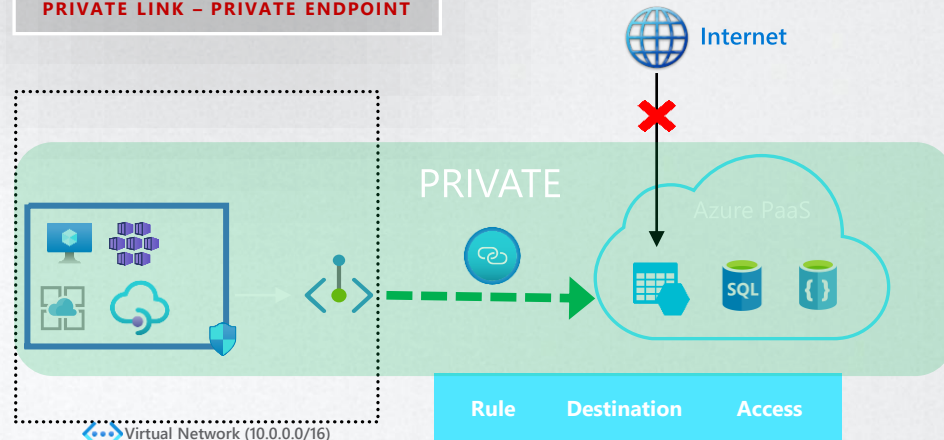 PRIVATE LINK – PRIVATE ENDPOINT
Internet
PRIVATE
Azure PaaS
SQL
{ }
Rule Destination Access
Virtual Network (10.0.0.0/16)